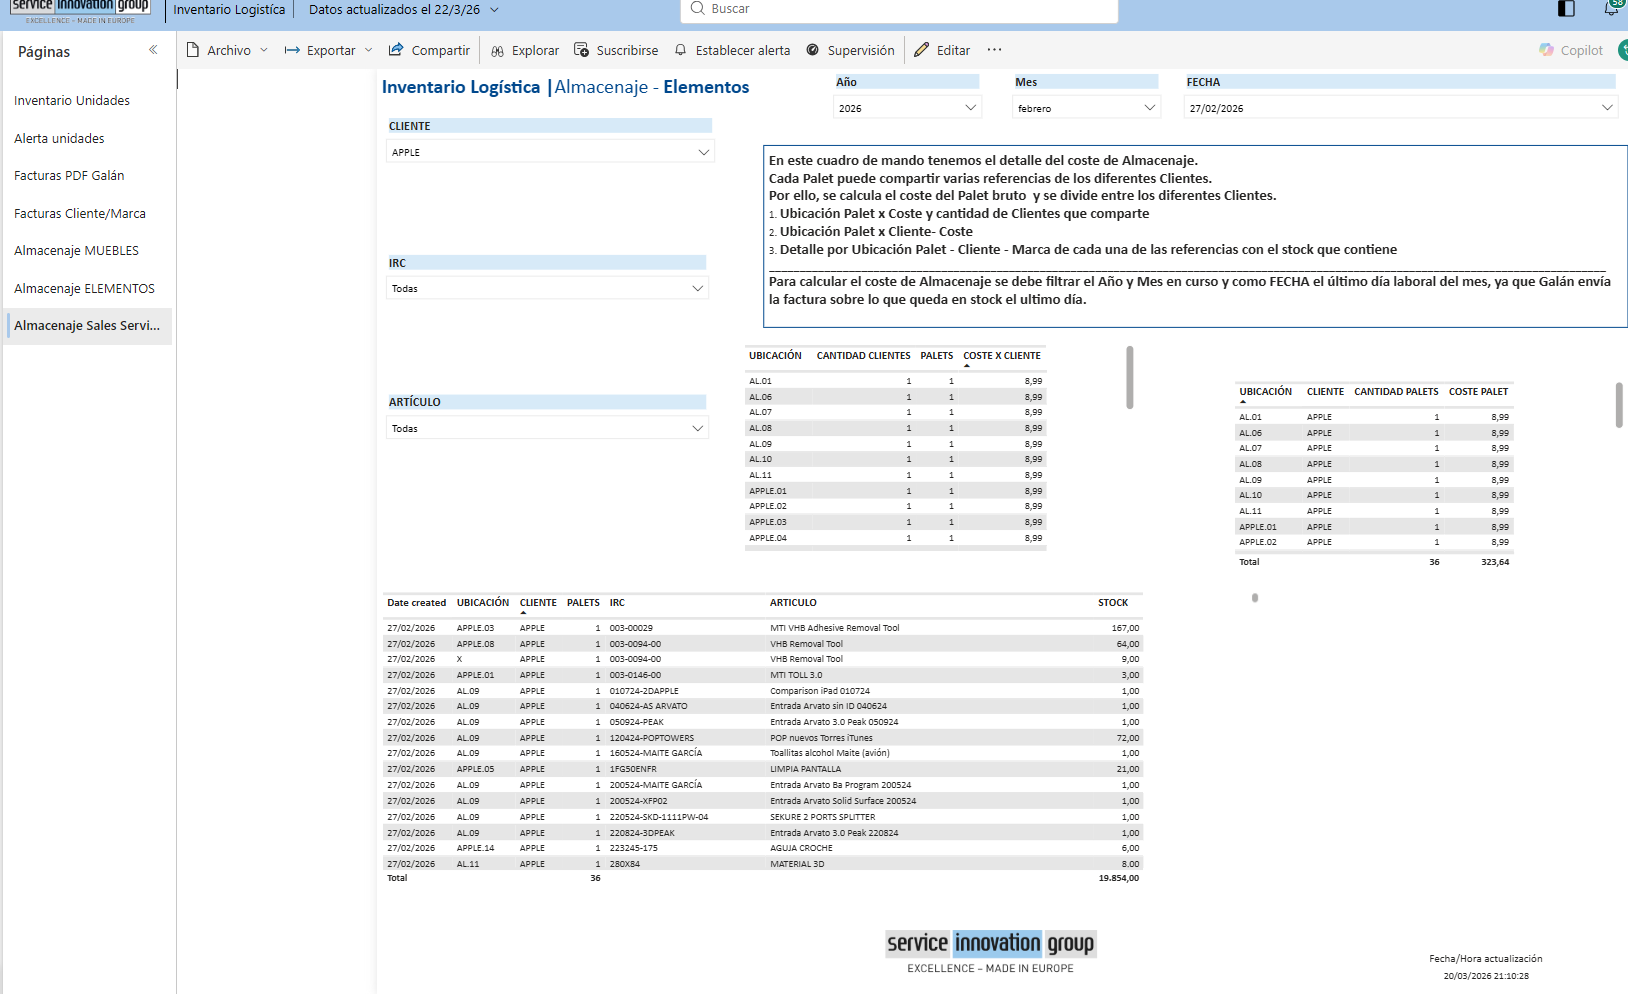 service innovation group
EXCELLENCE – MADE IN EUROPE
Inventario Logistíca
Datos actualizados el 22/3/26
Buscar
58
Páginas
Archivo
Exportar
Compartir
Explorar
Suscribirse
Establecer alerta
Supervisión
Editar
Copilot
Inventario Unidades
Alerta unidades
Facturas PDF Galán
Facturas Cliente/Marca
Almacenaje MUEBLES
Almacenaje ELEMENTOS
Almacenaje Sales Servi...
Inventario Logística |Almacenaje - Elementos
Año
2026
Mes
febrero
FECHA
27/02/2026
CLIENTE
APPLE
IRC
Todas
ARTÍCULO
Todas
En este cuadro de mando tenemos el detalle del coste de Almacenaje.
Cada Palet puede compartir varias referencias de los diferentes Clientes.
Por ello, se calcula el coste del Palet bruto y se divide entre los diferentes Clientes.
1. Ubicación Palet x Coste y cantidad de Clientes que comparte
2. Ubicación Palet x Cliente- Coste
3. Detalle por Ubicación Palet - Cliente - Marca de cada una de las referencias con el stock que contiene
Para calcular el coste de Almacenaje se debe filtrar el Año y Mes en curso y como FECHA el último día laboral del mes, ya que Galán envía
la factura sobre lo que queda en stock el ultimo día.
UBICACIÓN CANTIDAD CLIENTES PALETS COSTE X CLIENTE
AL.01 1 1 8,99
AL.06 1 1 8,99
AL.07 1 1 8,99
AL.08 1 1 8,99
AL.09 1 1 8,99
AL.10 1 1 8,99
AL.11 1 1 8,99
APPLE.01 1 1 8,99
APPLE.02 1 1 8,99
APPLE.03 1 1 8,99
APPLE.04 1 1 8,99
UBICACIÓN CLIENTE CANTIDAD PALETS COSTE PALET
AL.01 APPLE 1 8,99
AL.06 APPLE 1 8,99
AL.07 APPLE 1 8,99
AL.08 APPLE 1 8,99
AL.09 APPLE 1 8,99
AL.10 APPLE 1 8,99
AL.11 APPLE 1 8,99
APPLE.01 APPLE 1 8,99
APPLE.02 APPLE 1 8,99
Total 36 323,64
Date created UBICACIÓN CLIENTE PALETS IRC ARTICULO STOCK
27/02/2026 APPLE.03 APPLE 1 003-00029 MTI VHB Adhesive Removal Tool 167,00
27/02/2026 APPLE.08 APPLE 1 003-0094-00 VHB Removal Tool 64,00
27/02/2026 X APPLE 1 003-0094-00 VHB Removal Tool 9,00
27/02/2026 APPLE.01 APPLE 1 003-0146-00 MTI TOLL 3.0 3,00
27/02/2026 AL.09 APPLE 1 010724-2DAPPLE Comparison iPad 010724 1,00
27/02/2026 AL.09 APPLE 1 040624-AS ARVATO Entrada Arvato sin ID 040624 1,00
27/02/2026 AL.09 APPLE 1 050924-PEAK Entrada Arvato 3.0 Peak 050924 1,00
27/02/2026 AL.09 APPLE 1 120424-POPTOWERS POP nuevos Torres iTunes 72,00
27/02/2026 AL.09 APPLE 1 160524-MAITE GARCÍA Toallitas alcohol Maite (avión) 1,00
27/02/2026 APPLE.05 APPLE 1 1FG50ENFR LIMPIA PANTALLA 21,00
27/02/2026 AL.09 APPLE 1 200524-MAITE GARCÍA Entrada Arvato Ba Program 200524 1,00
27/02/2026 AL.09 APPLE 1 200524-XFP02 Entrada Arvato Solid Surface 200524 1,00
27/02/2026 AL.09 APPLE 1 220524-SKD-1111PW-04 SEKURE 2 PORTS SPLITTER 1,00
27/02/2026 AL.09 APPLE 1 220824-3DPEAK Entrada Arvato 3.0 Peak 220824 1,00
27/02/2026 APPLE.14 APPLE 1 223245-175 AGUJA CROCHE 6,00
27/02/2026 AL.11 APPLE 1 280X84 MATERIAL 3D 8,00
Total 36 19.854,00
service innovation group
EXCELLENCE – MADE IN EUROPE
Fecha/Hora actualización
20/03/2026 21:10:28